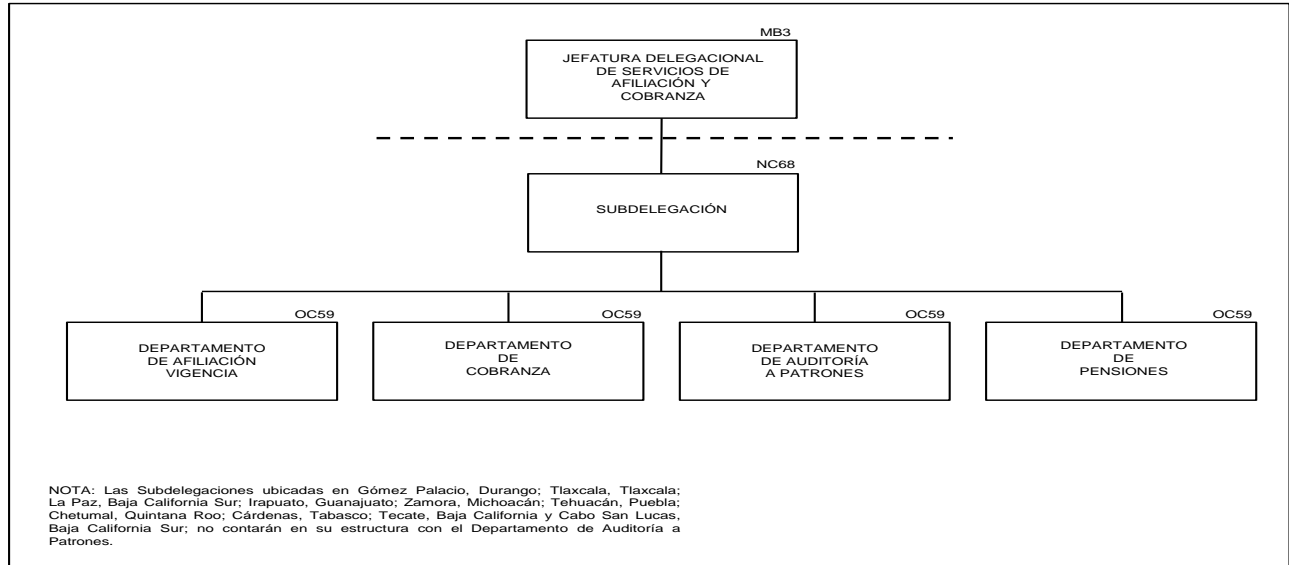 MB3
JEFATURA DELEGACIONAL
DE SERVICIOS DE
AFILIACIÓN Y
COBRANZA
NC68
SUBDELEGACIÓN
OC59
DEPARTAMENTO
DE AFILIACIÓN
VIGENCIA
OC59
DEPARTAMENTO
DE
COBRANZA
OC59
DEPARTAMENTO
DE AUDITORÍA
A PATRONES
OC59
DEPARTAMENTO
DE
PENSIONES
NOTA: Las Subdelegaciones ubicadas en Gómez Palacio, Durango; Tlaxcala, Tlaxcala;
La Paz, Baja California Sur; Irapuato, Guanajuato; Zamora, Michoacán; Tehuacán, Puebla;
Chetumal, Quintana Roo; Cárdenas, Tabasco; Tecate, Baja California y Cabo San Lucas,
Baja California Sur; no contarán en su estructura con el Departamento de Auditoría a
Patrones.